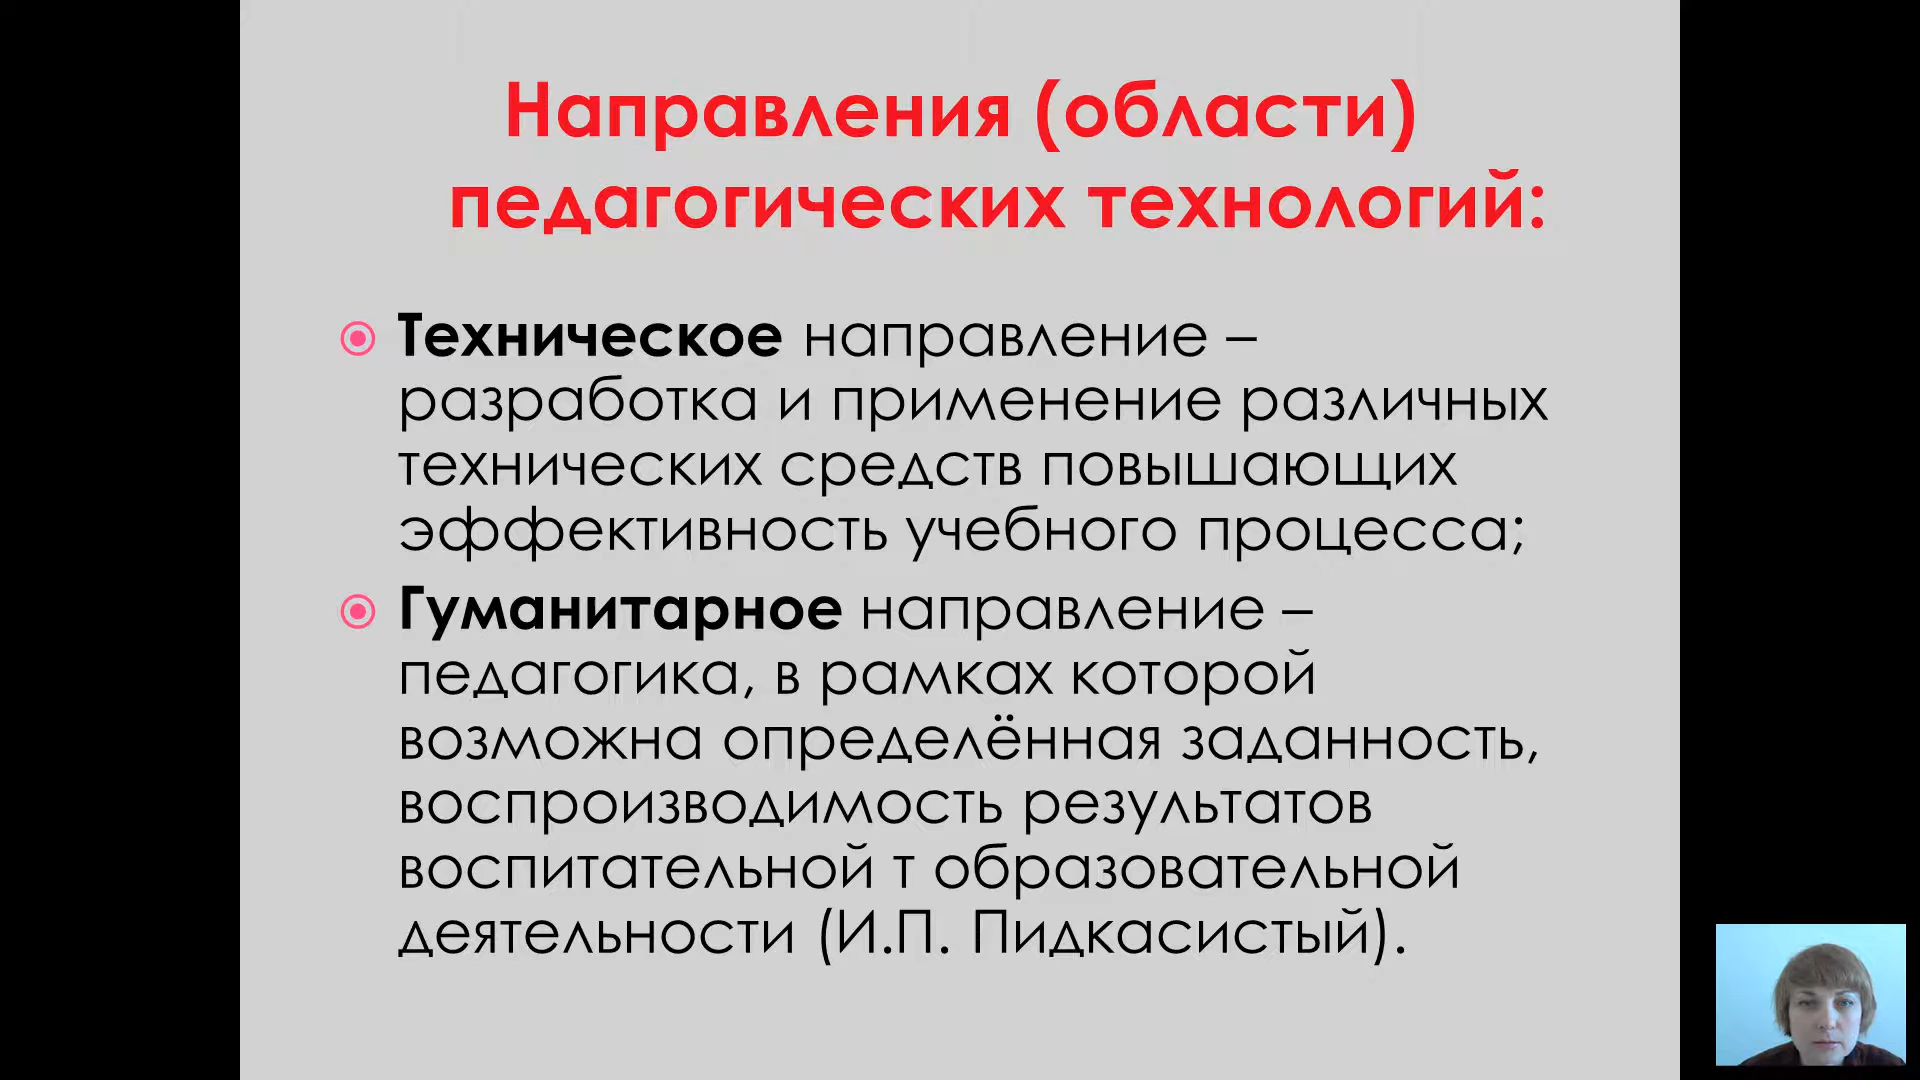 Направления (области)
педагогических технологий:
Техническое направление –
разработка и применение различных
технических средств повышающих
эффективность учебного процесса;
Гуманитарное направление –
педагогика, в рамках которой
возможна определённая заданность,
воспроизводимость результатов
воспитательной т образовательной
деятельности (И.П. Пидкасистый).